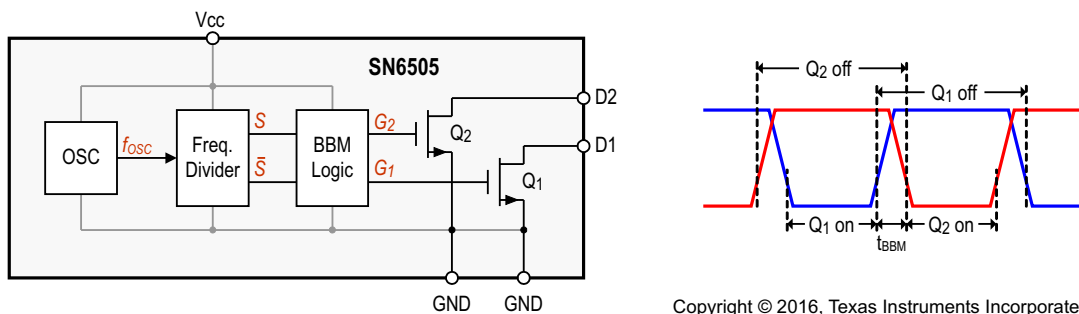 Vcc
SN6505
D2
D1
OSC
fOSC
Freq.
Divider
S
S̄
BBM
Logic
G2
G1
Q2
Q1
GND
GND
Q2 off
Q1 off
Q1 on
tBBM
Q2 on
Copyright © 2016, Texas Instruments Incorporate